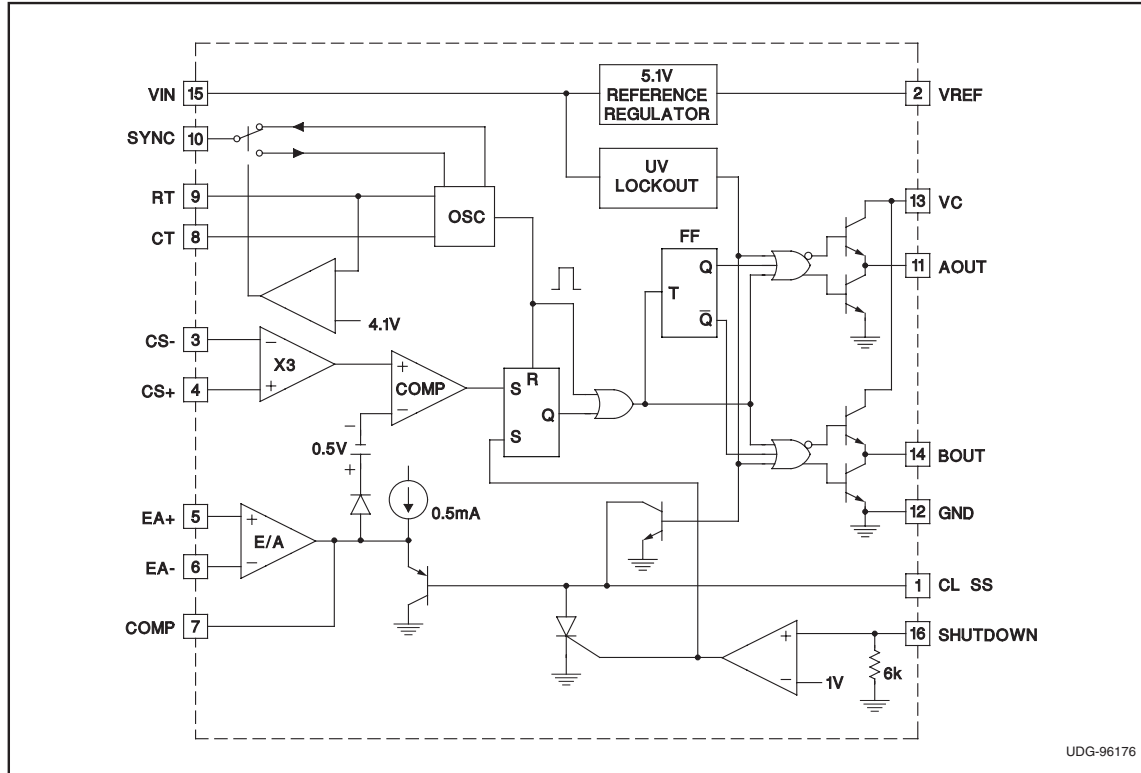 VIN 15
5.1V
REFERENCE
REGULATOR
2 VREF
SYNC 10
UV
LOCKOUT
RT 9
OSC
13 VC
CT 8
FF
Q
T
Q̅
11 AOUT
4.1V
CS- 3
−
X3
+
CS+ 4
+
COMP
−
R
S
Q
S
−
0.5V
+
14 BOUT
0.5mA
12 GND
EA+ 5
+
E/A
−
EA- 6
1 CL SS
COMP 7
16 SHUTDOWN
+
−
1V
6k
UDG-96176